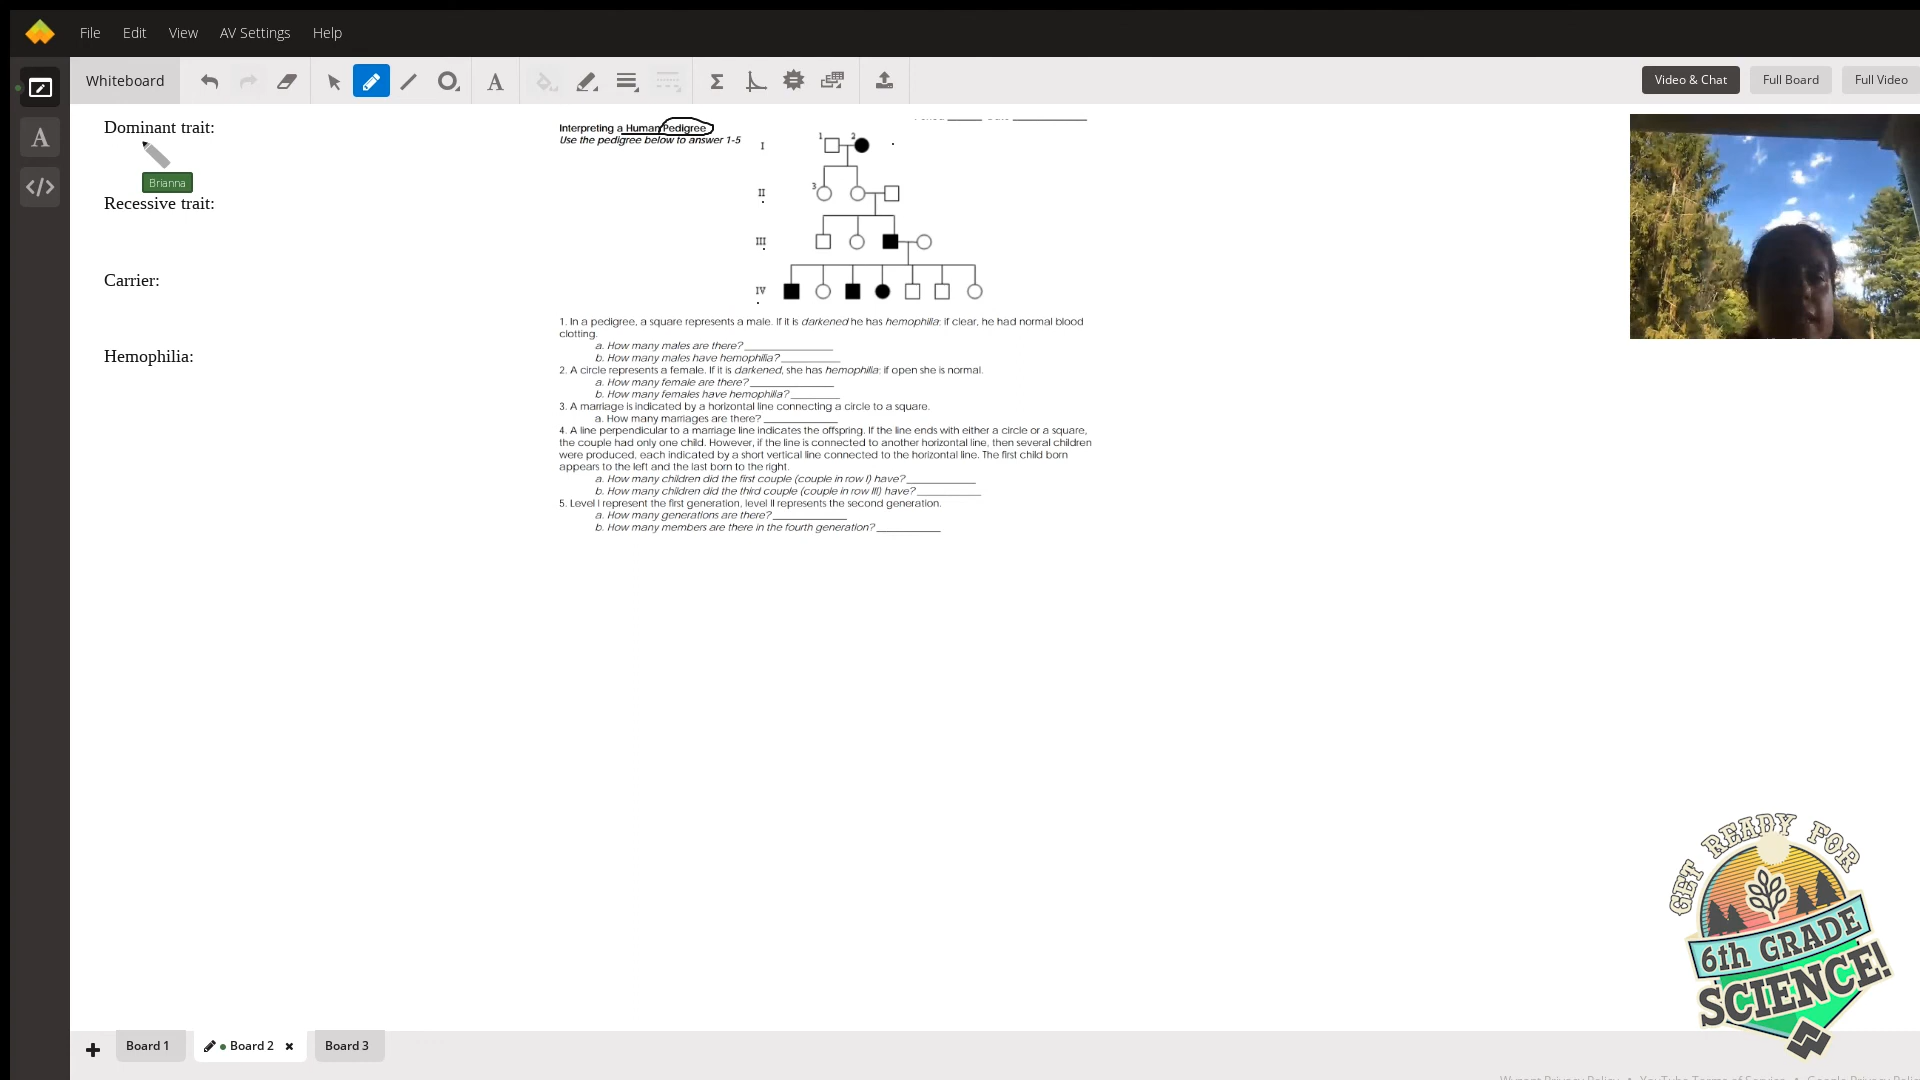 File Edit View AV Settings Help
Whiteboard
Video & Chat Full Board Full Video
Dominant trait:
Brianna
Recessive trait:
Carrier:
Hemophilia:
Interpreting a Human Pedigree
Use the pedigree below to answer 1-5
1 2
I
3
II
III
IV
1. In a pedigree, a square represents a male. If it is darkened he has hemophilia; if clear, he had normal blood
clotting.
a. How many males are there? ____________
b. How many males have hemophilia? ________
2. A circle represents a female. If it is darkened, she has hemophilia; if open she is normal.
a. How many female are there? ____________
b. How many females have hemophilia? ________
3. A marriage is indicated by a horizontal line connecting a circle to a square.
a. How many marriages are there? ___________
4. A line perpendicular to a marriage line indicates the offspring. If the line ends with either a circle or a square,
the couple had only one child. However, if the line is connected to another horizontal line, then several children
were produced, each indicated by a short vertical line connected to the horizontal line. The first child born
appears to the left and the last born to the right.
a. How many children did the first couple (couple in row I) have? __________
b. How many children did the third couple (couple in row III) have? __________
5. Level I represent the first generation, level II represents the second generation.
a. How many generations are there? ___________
b. How many members are there in the fourth generation? __________
GET READY FOR
6th GRADE
SCIENCE!
Board 1 Board 2 Board 3